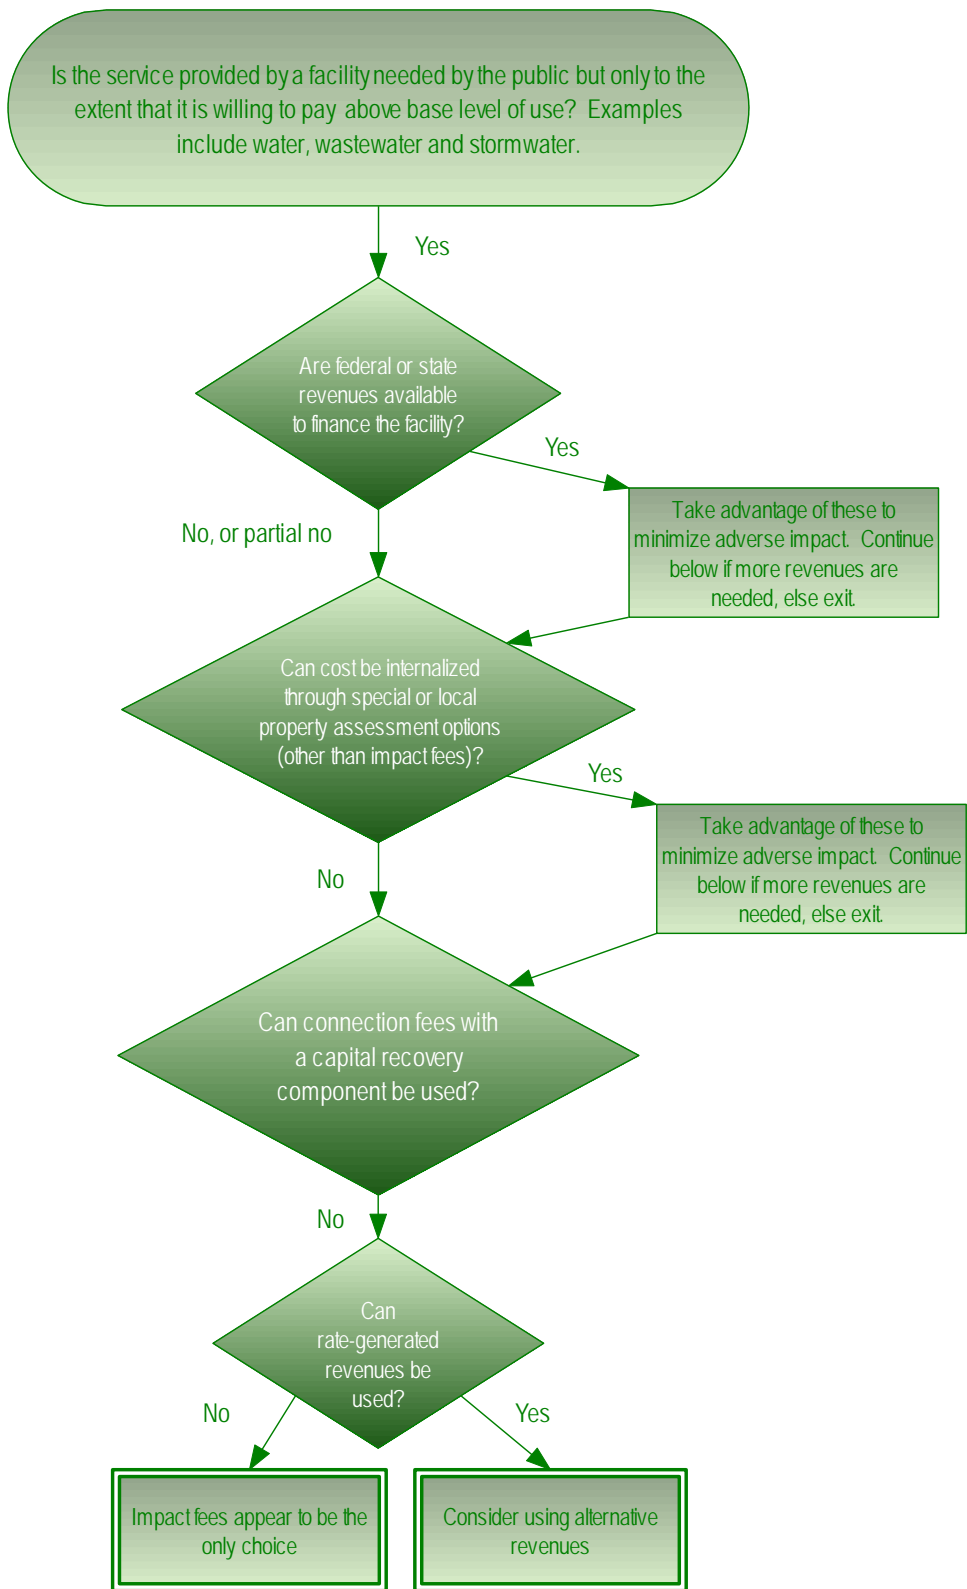 Is the service provided by a facility needed by the public but only to the
extent that it is willing to pay above base level of use? Examples
include water, wastewater and stormwater.
Yes
Are federal or state
revenues available
to finance the facility?
Yes
Take advantage of these to
minimize adverse impact. Continue
below if more revenues are
needed, else exit.
No, or partial no
Can cost be internalized
through special or local
property assessment options
(other than impact fees)?
Yes
Take advantage of these to
minimize adverse impact. Continue
below if more revenues are
needed, else exit.
No
Can connection fees with
a capital recovery
component be used?
No
Can
rate-generated
revenues be
used?
No
Yes
Impact fees appear to be the
only choice
Consider using alternative
revenues